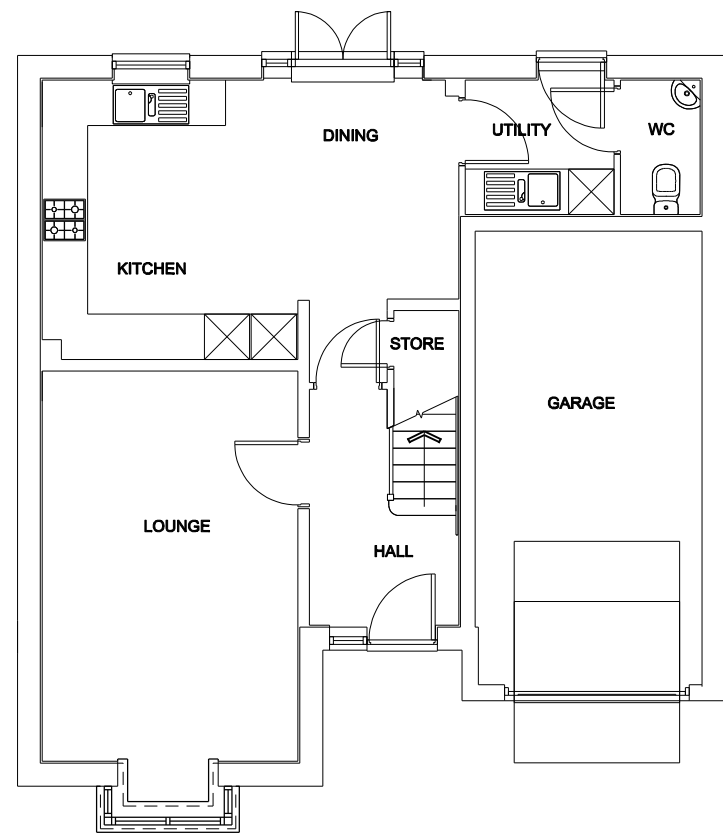 DINING
UTILITY
WC
KITCHEN
STORE
GARAGE
LOUNGE
HALL